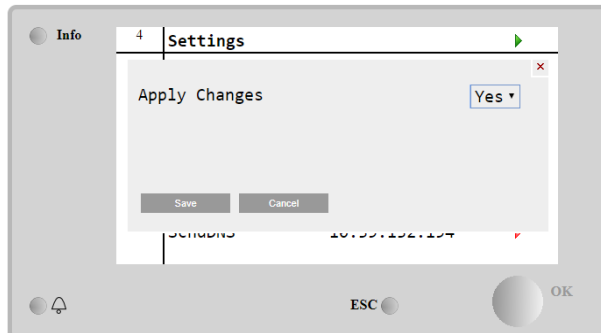 Info
4 Settings
Apply Changes Yes
Save Cancel
ESC
OK